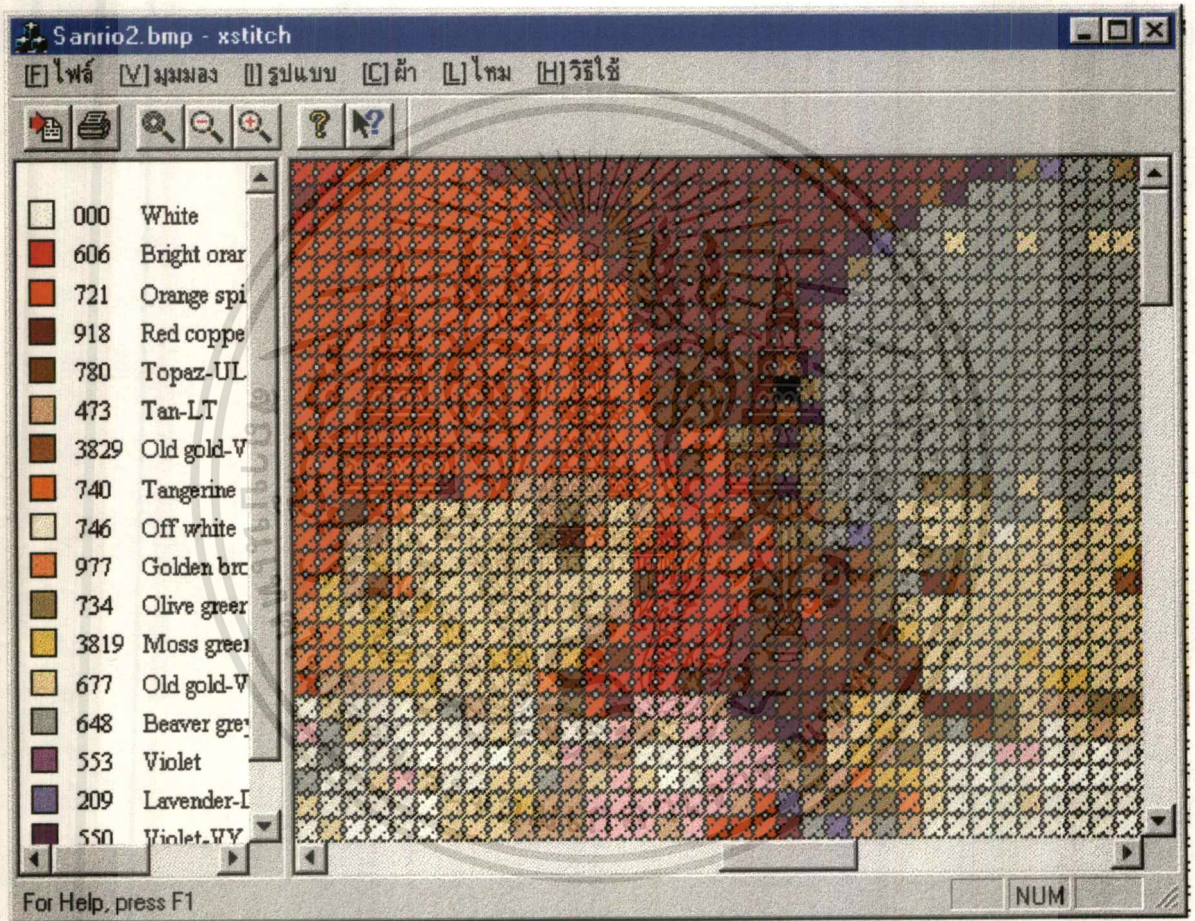 Sanrio2.bmp - xstitch
[F]ไฟล์ [V]มุมมอง [I]รูปแบบ [C]ผ้า [L]ไหม [H]วิธีใช้
000 White
606 Bright orar
721 Orange spi
918 Red coppe
780 Topaz-UL
473 Tan-LT
3829 Old gold-V
740 Tangerine
746 Off white
977 Golden brc
734 Olive greer
3819 Moss greer
677 Old gold-V
648 Beaver grey
553 Violet
209 Lavender-D
550 Violet-VY
For Help, press F1
NUM